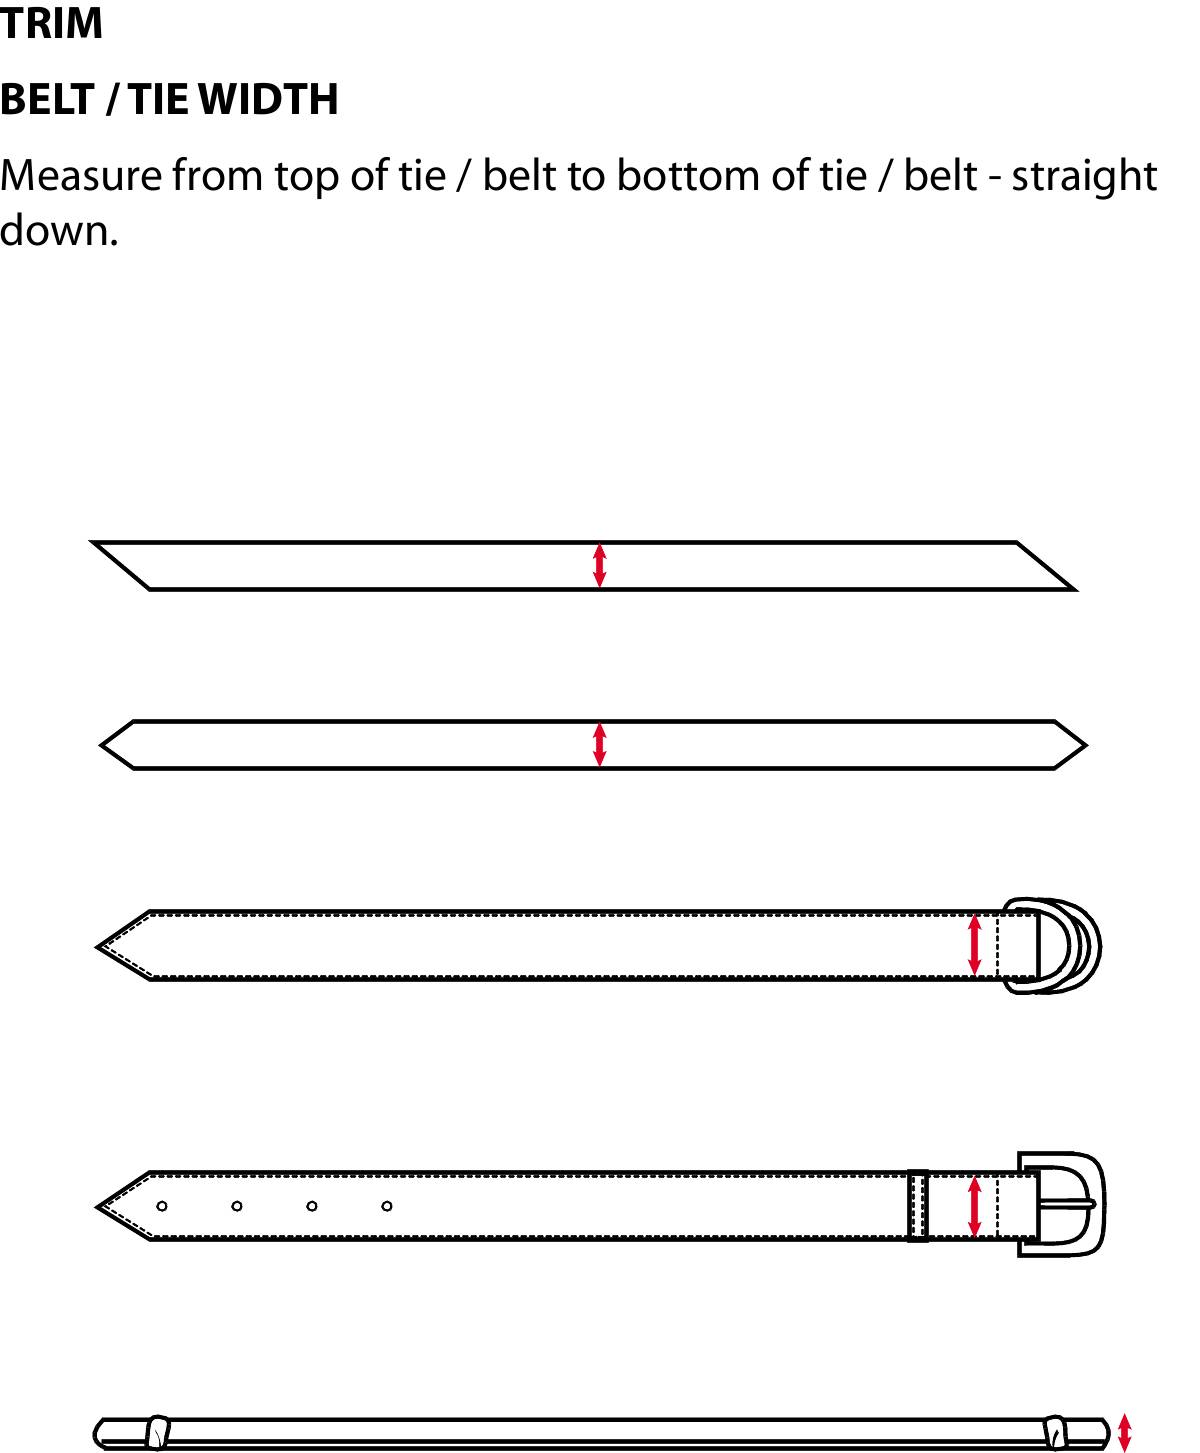 TRIM
BELT / TIE WIDTH
Measure from top of tie / belt to bottom of tie / belt - straight
down.